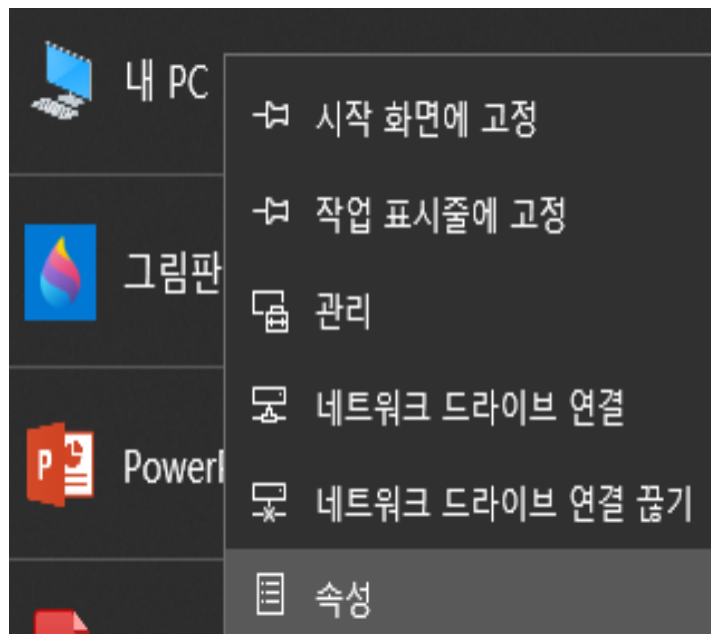 내 PC
시작 화면에 고정
작업 표시줄에 고정
그림판
관리
네트워크 드라이브 연결
네트워크 드라이브 연결 끊기
속성